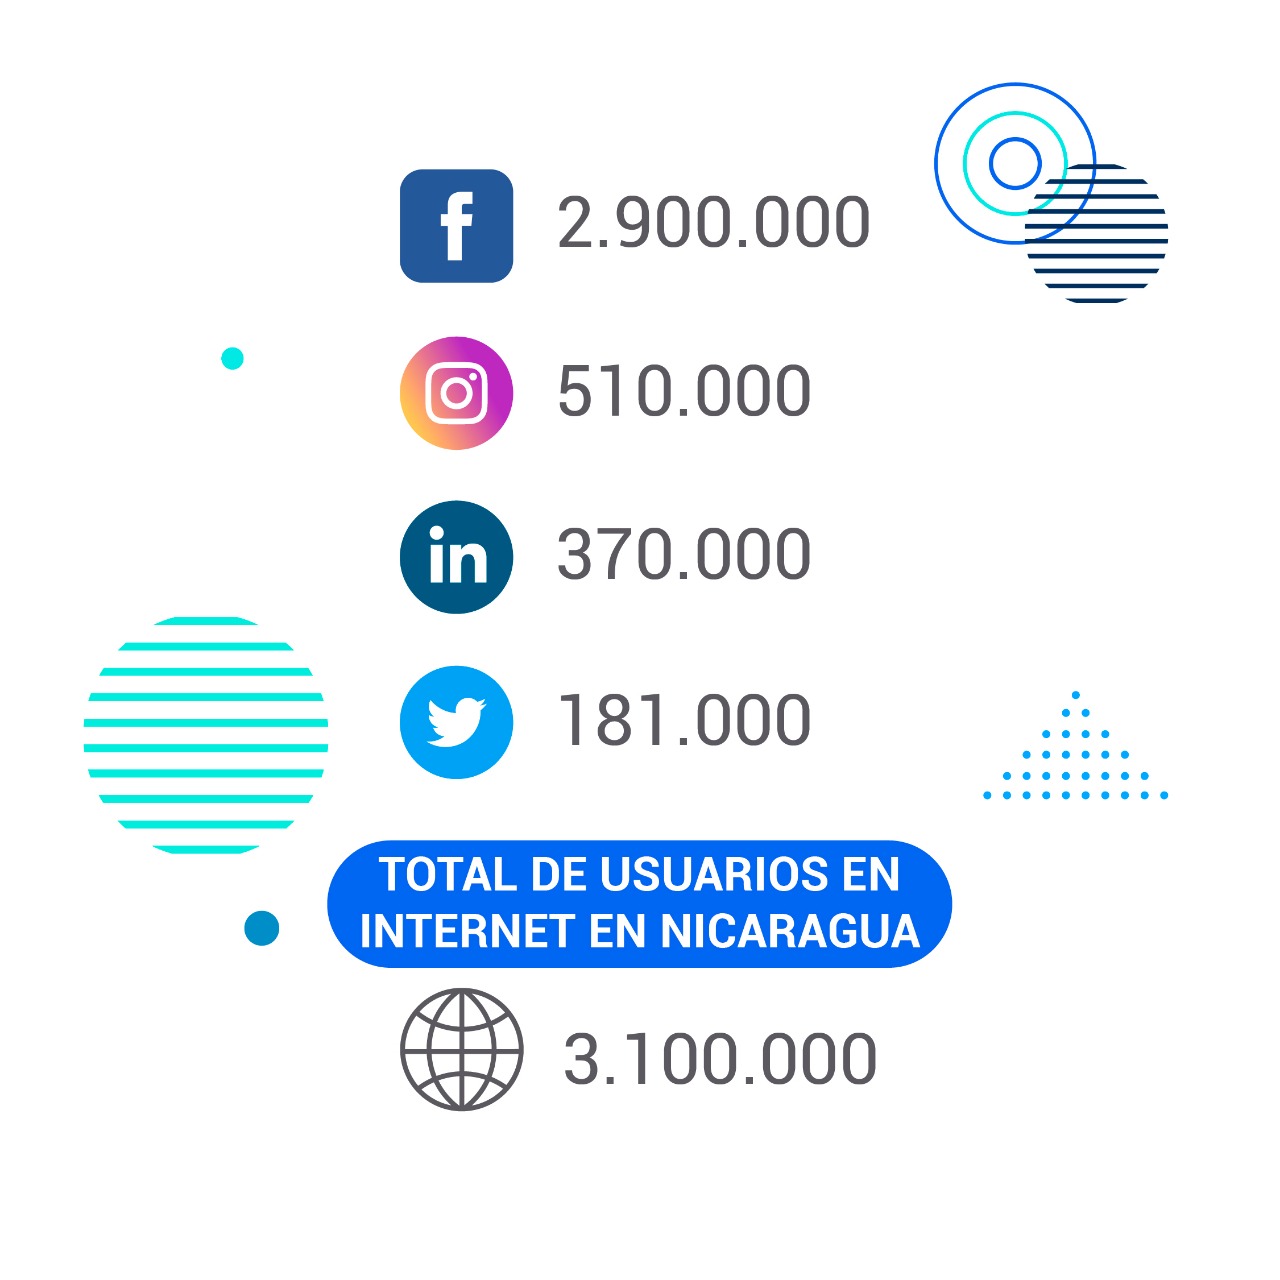 f
2.900.000
510.000
in
370.000
181.000
TOTAL DE USUARIOS EN
INTERNET EN NICARAGUA
3.100.000